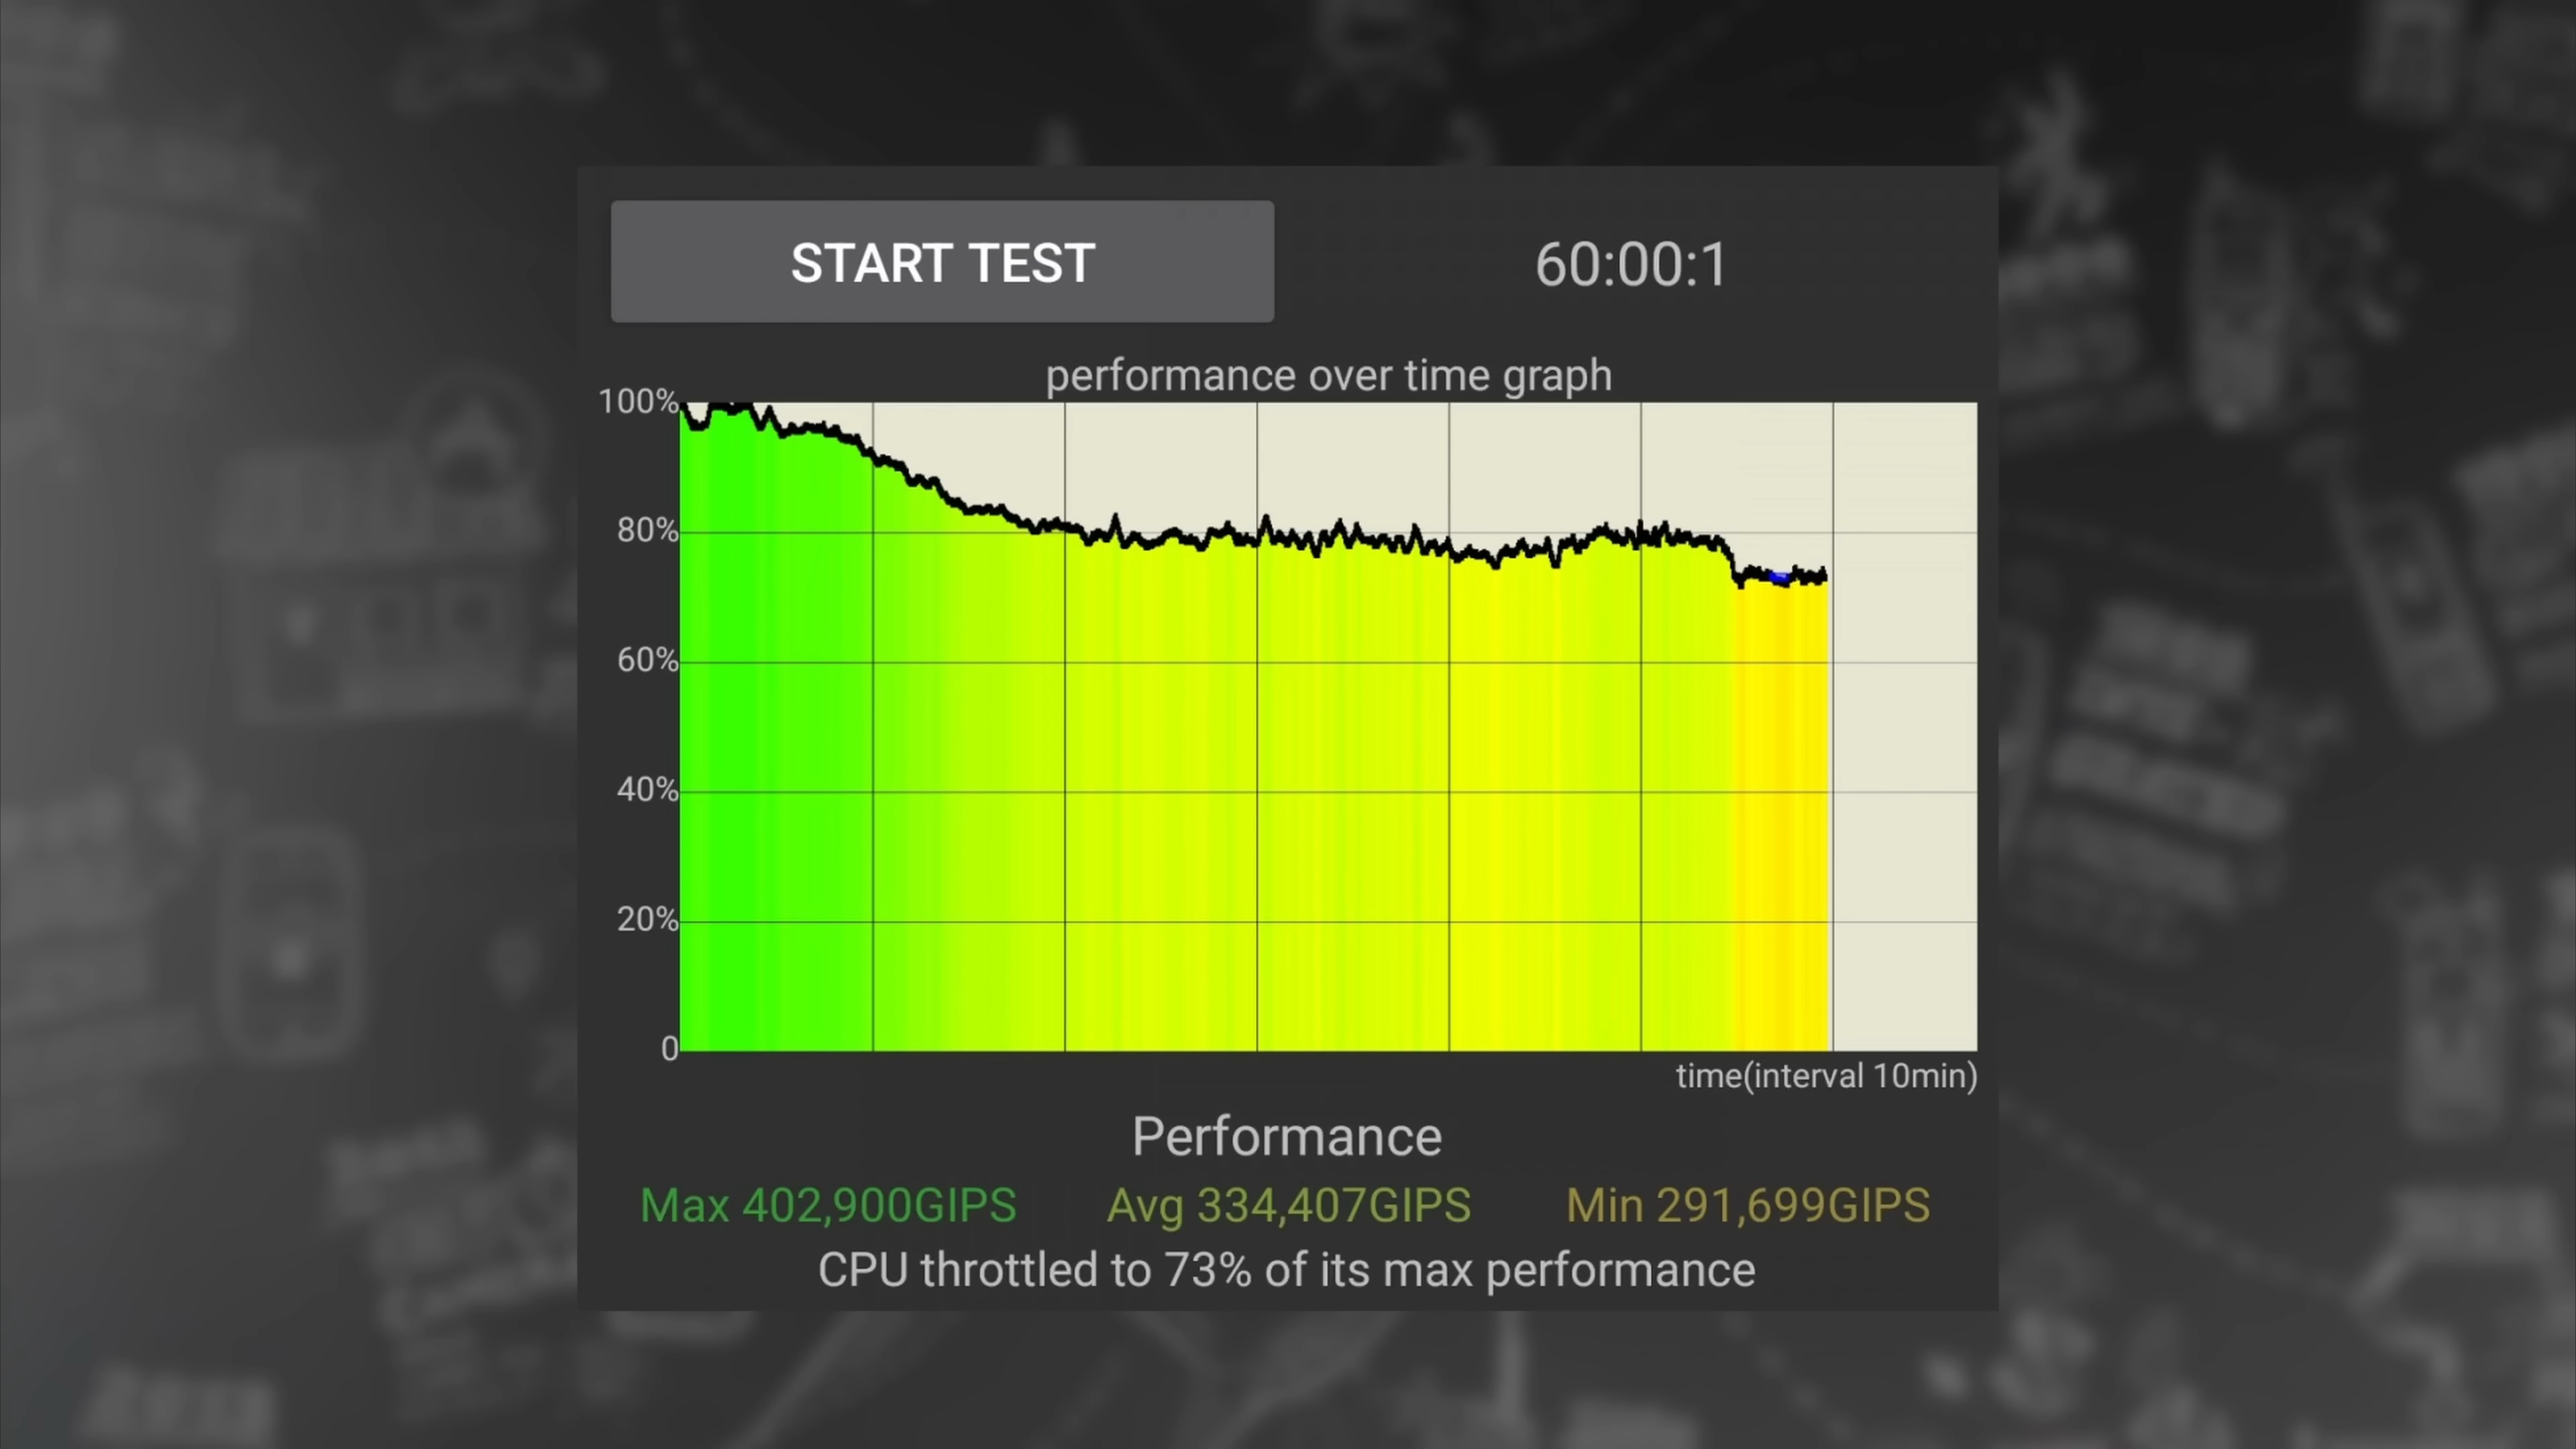 START TEST
60:00:1
performance over time graph
100%
80%
60%
40%
20%
0
time(interval 10min)
Performance
Max 402,900GIPS
Avg 334,407GIPS
Min 291,699GIPS
CPU throttled to 73% of its max performance